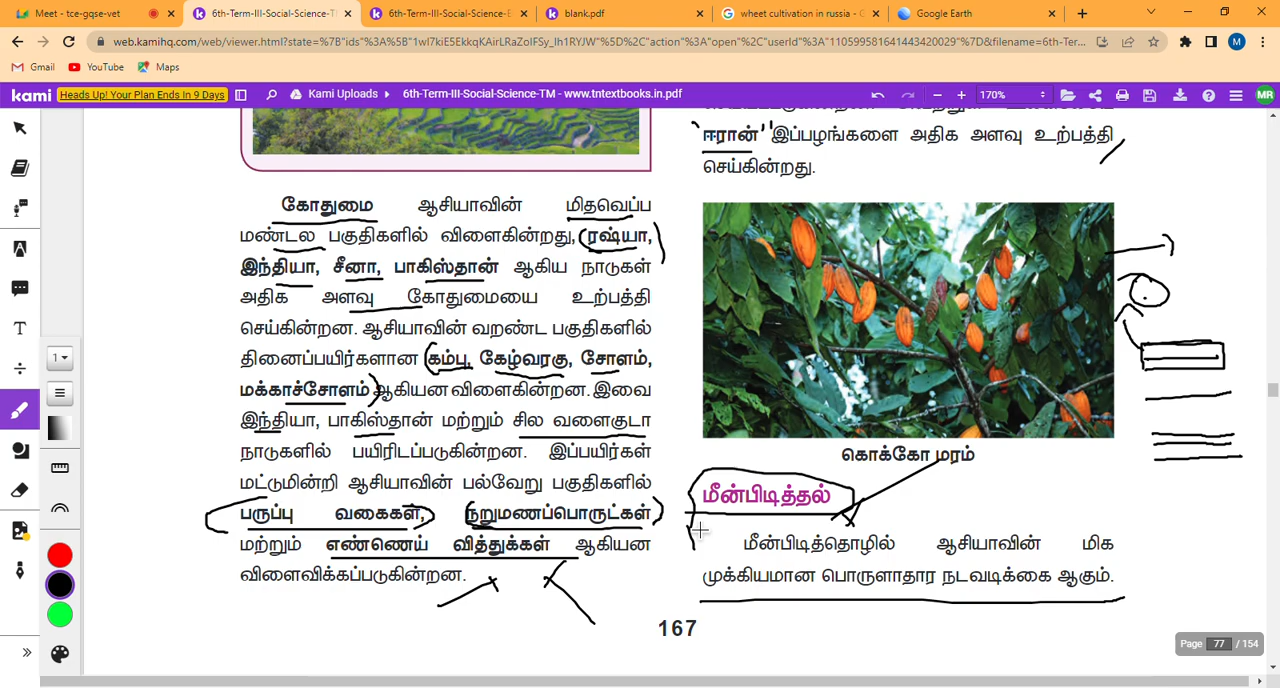 Meet - tce-gqse-vet
6th-Term-III-Social-Science-T
6th-Term-III-Social-Science-E
blank.pdf
wheet cultivation in russia - G
Google Earth
web.kamihq.com/web/viewer.html?state=%7B"ids"%3A%5B"1wl7kiE5EkkqKAirLRaZoIFSy_Ih1RYJW"%5D%2C"action"%3A"open"%2C"userId"%3A"110599581641443420029"%7D&filename=6th-Ter...
M
Gmail
YouTube
Maps
kami
Heads Up! Your Plan Ends in 9 Days
Kami Uploads
6th-Term-III-Social-Science-TM - www.tntextbooks.in.pdf
170%
MR
கோதுமை ஆசியாவின் மிதவெப்ப
மண்டல பகுதிகளில் விளைகின்றது, ரஷ்யா,
இந்தியா, சீனா, பாகிஸ்தான் ஆகிய நாடுகள்
அதிக அளவு கோதுமையை உற்பத்தி
செய்கின்றன. ஆசியாவின் வறண்ட பகுதிகளில்
தினைப்பயிர்களான கம்பு, கேழ்வரகு, சோளம்,
மக்காச்சோளம் ஆகியன விளைகின்றன. இவை
இந்தியா, பாகிஸ்தான் மற்றும் சில வளைகுடா
நாடுகளில் பயிரிடப்படுகின்றன. இப்பயிர்கள்
மட்டுமின்றி ஆசியாவின் பல்வேறு பகுதிகளில்
பருப்பு வகைகள், நறுமணப்பொருட்கள்
மற்றும் எண்ணெய் வித்துக்கள் ஆகியன
விளைவிக்கப்படுகின்றன.
'ஈரான்' இப்பழங்களை அதிக அளவு உற்பத்தி
செய்கின்றது.
கொக்கோ மரம்
மீன்பிடித்தல்
மீன்பிடித்தொழில் ஆசியாவின் மிக
முக்கியமான பொருளாதார நடவடிக்கை ஆகும்.
167
Page 77 / 154
1